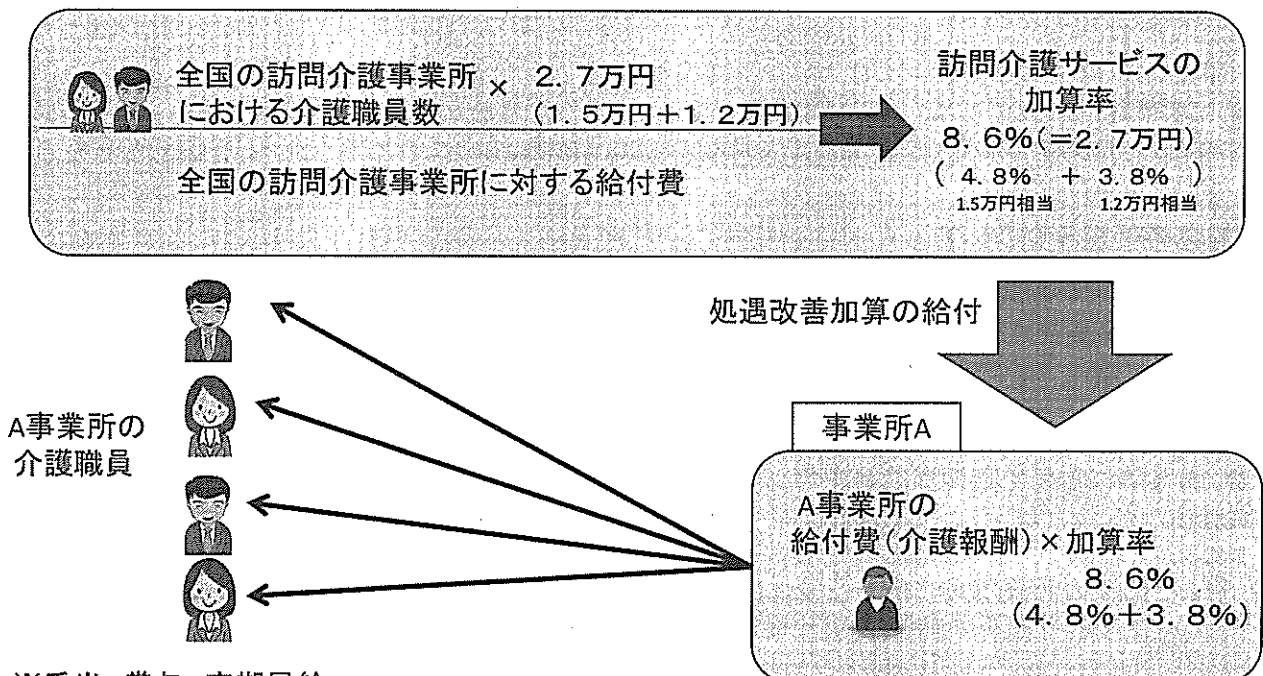 全国の訪問介護事業所
における介護職員数
×
2.7万円
(1.5万円+1.2万円)
全国の訪問介護事業所に対する給付費
訪問介護サービスの
加算率
8.6%(=2.7万円)
( 4.8% + 3.8% )
1.5万円相当 1.2万円相当
処遇改善加算の給付
A事業所の
介護職員
事業所A
A事業所の
給付費(介護報酬)×加算率
8.6%
(4.8%+3.8%)